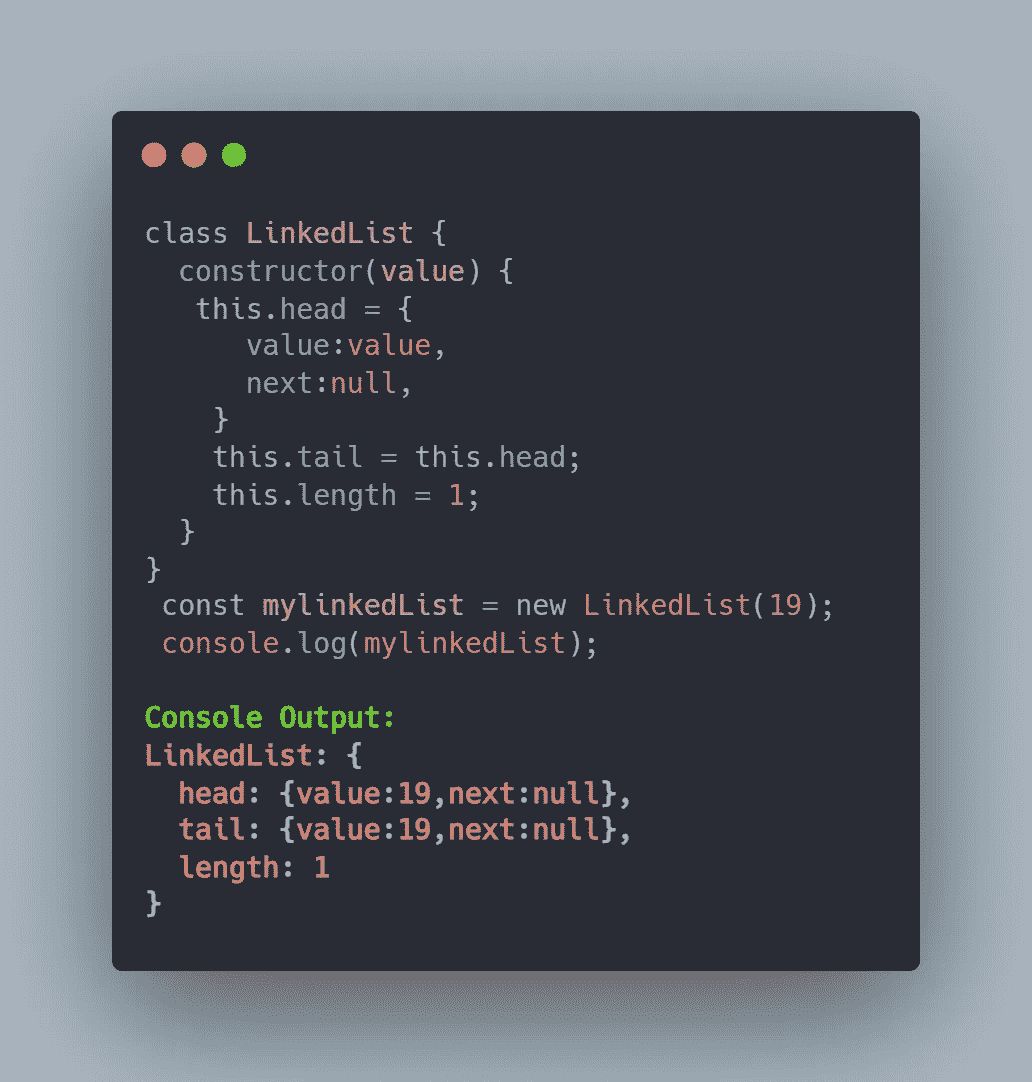 class LinkedList {
  constructor(value) {
   this.head = {
      value:value,
      next:null,
    }
    this.tail = this.head;
    this.length = 1;
  }
}
 const mylinkedList = new LinkedList(19);
 console.log(mylinkedList);

Console Output:
LinkedList: {
  head: {value:19,next:null},
  tail: {value:19,next:null},
  length: 1
}